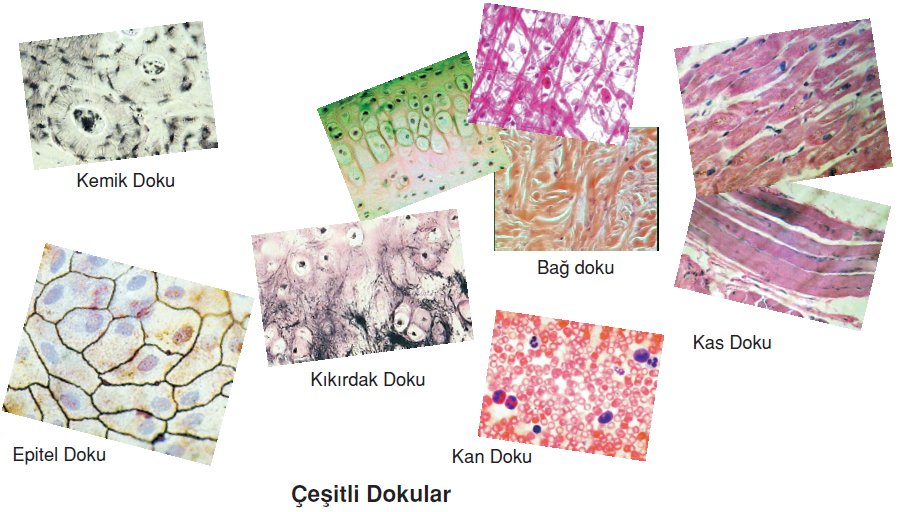 Kemik Doku
Bağ doku
Kas Doku
Kıkırdak Doku
Epitel Doku
Kan Doku
Çeşitli Dokular